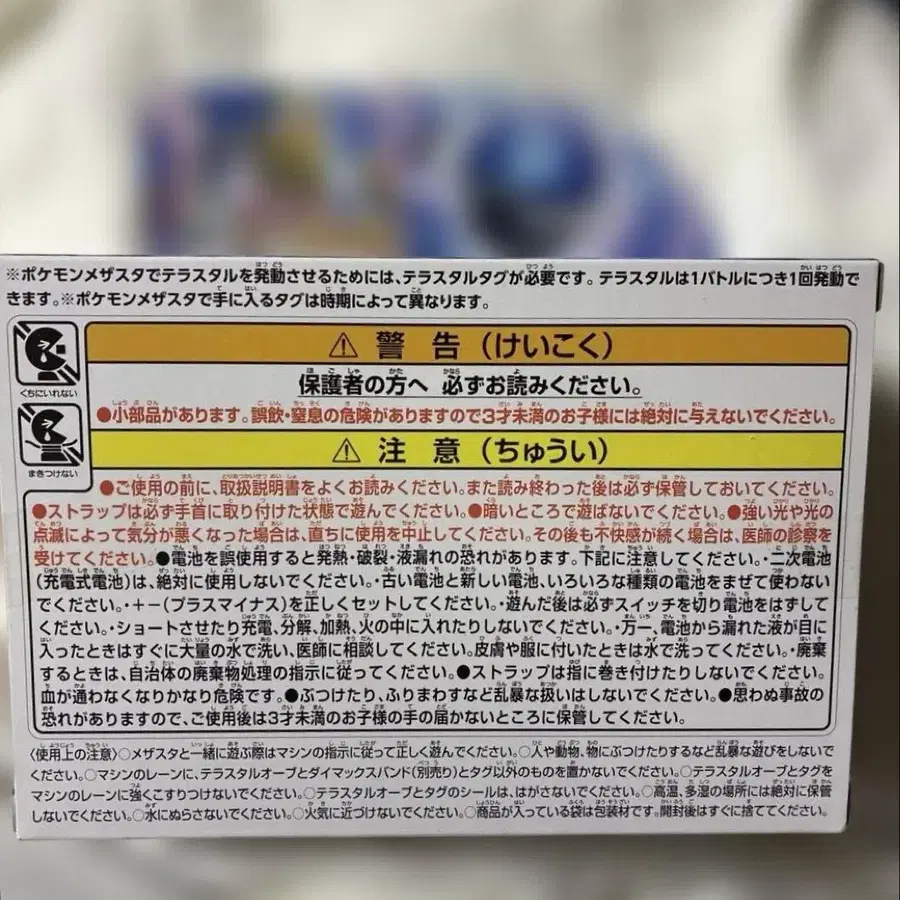 ※ポケモンメザスタでテラスタルを発動させるためには、テラスタルタグが必要です。テラスタルは1バトルにつき1回発動で
きます。※ポケモンメザスタで手に入るタグは時期によって異なります。
くちにいれない
まきつけない
⚠ 警告（けいこく）
保護者の方へ 必ずお読みください。
●小部品があります。誤飲・窒息の危険がありますので3才未満のお子様には絶対に与えないでください。
⚠ 注意（ちゅうい）
●ご使用の前に、取扱説明書をよくお読みください。また読み終わった後は必ず保管しておいてください。
●ストラップは必ず手首に取り付けた状態で遊んでください。●暗いところで遊ばないでください。●強い光や光の
点滅によって気分が悪くなった場合は、直ちに使用を中止してください。その後も不快感が続く場合は、医師の診察を
受けてください。●電池を誤使用すると発熱・破裂・液漏れの恐れがあります。下記に注意してください。・二次電池
(充電式電池)は、絶対に使用しないでください。・古い電池と新しい電池、いろいろな種類の電池をまぜて使わない
でください。・＋－(プラスマイナス)を正しくセットしてください。・遊んだ後は必ずスイッチを切り電池をはずして
ください。・ショートさせたり充電、分解、加熱、火の中に入れたりしないでください。・万一、電池から漏れた液が目に
入ったときはすぐに大量の水で洗い、医師に相談してください。皮膚や服に付いたときは水で洗ってください。・廃棄
するときは、自治体の廃棄物処理の指示に従ってください。●ストラップは指に巻き付けたりしないでください。
血が通わなくなりかなり危険です。●ぶつけたり、ふりまわすなど乱暴な扱いはしないでください。●思わぬ事故の
恐れがありますので、ご使用後は3才未満のお子様の手の届かないところに保管してください。
〈使用上の注意〉○メザスタと一緒に遊ぶ際はマシンの指示に従って正しく遊んでください。○人や動物、物にぶつけたりするなど乱暴な遊びをしないで
ください。○マシンのレーンに、テラスタルオーブとダイマックスバンド(別売り)とタグ以外のものを置かないでください。○テラスタルオーブとタグを
マシンのレーンに強くこすりつけないでください。○テラスタルオーブとタグのシールは、はがさないでください。○高温、多湿の場所には絶対に保管
しないでください。○水にぬらさないでください。○火気に近づけないでください。○商品が入っている袋は包装材です。開封後はすぐに捨ててください。